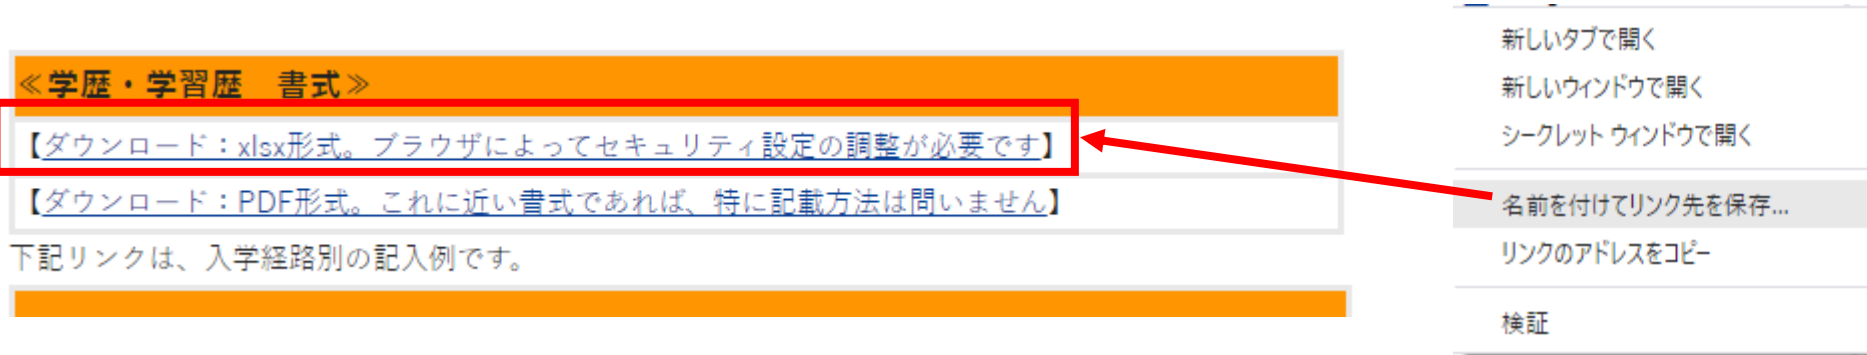 ≪学歴・学習歴　書式≫
【ダウンロード：xlsx形式。ブラウザによってセキュリティ設定の調整が必要です】
【ダウンロード：PDF形式。これに近い書式であれば、特に記載方法は問いません】
下記リンクは、入学経路別の記入例です。
新しいタブで開く
新しいウィンドウで開く
シークレット ウィンドウで開く
名前を付けてリンク先を保存...
リンクのアドレスをコピー
検証